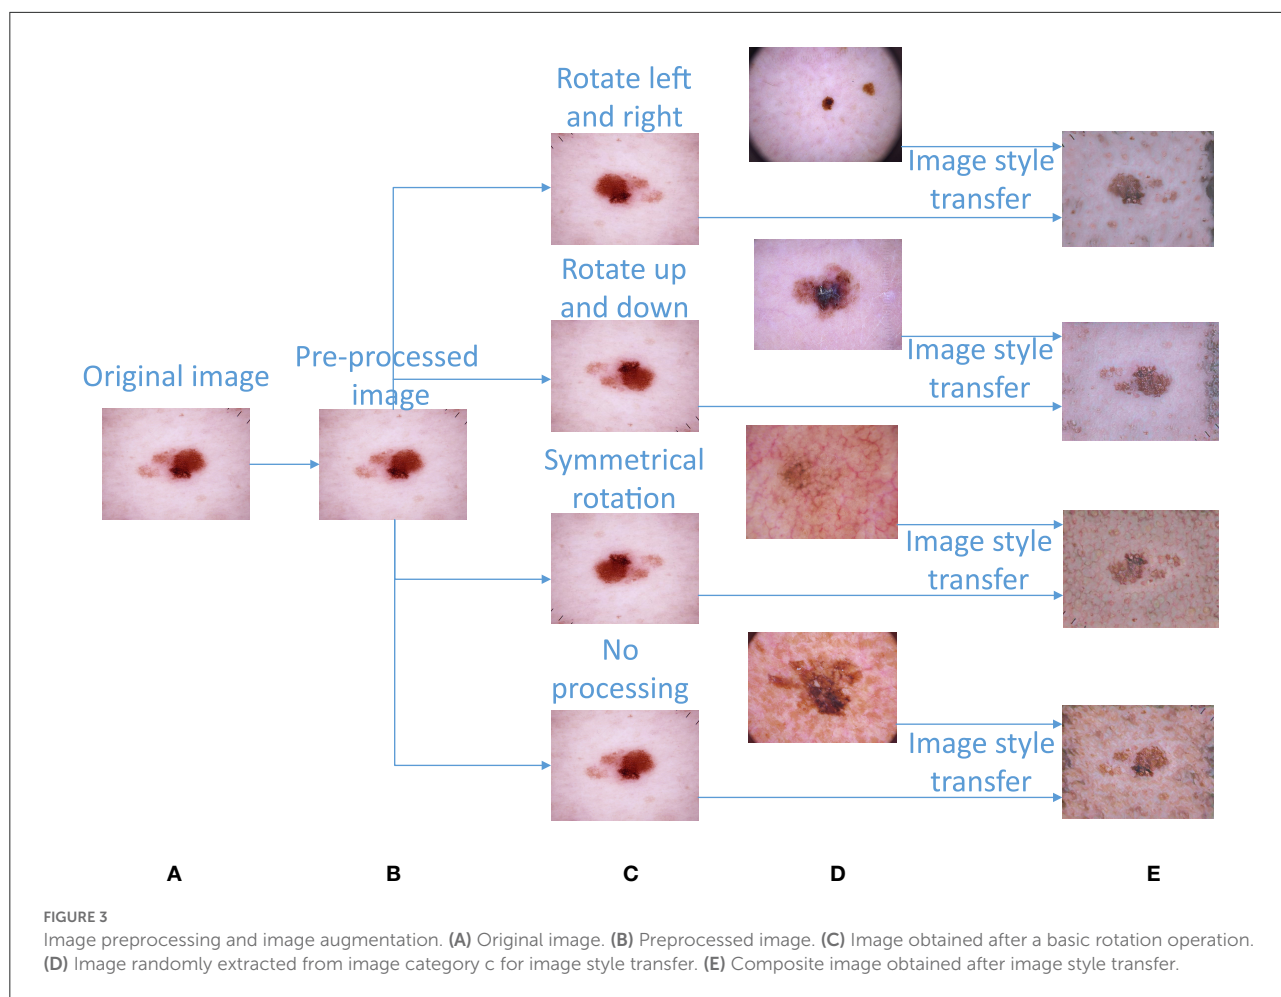 Rotate left
and right
Image style
transfer
Rotate up
and down
Image style
transfer
Original image
Pre-processed
image
Symmetrical
rotation
Image style
transfer
No
processing
Image style
transfer
A B C D E
FIGURE 3
Image preprocessing and image augmentation. (A) Original image. (B) Preprocessed image. (C) Image obtained after a basic rotation operation.
(D) Image randomly extracted from image category c for image style transfer. (E) Composite image obtained after image style transfer.